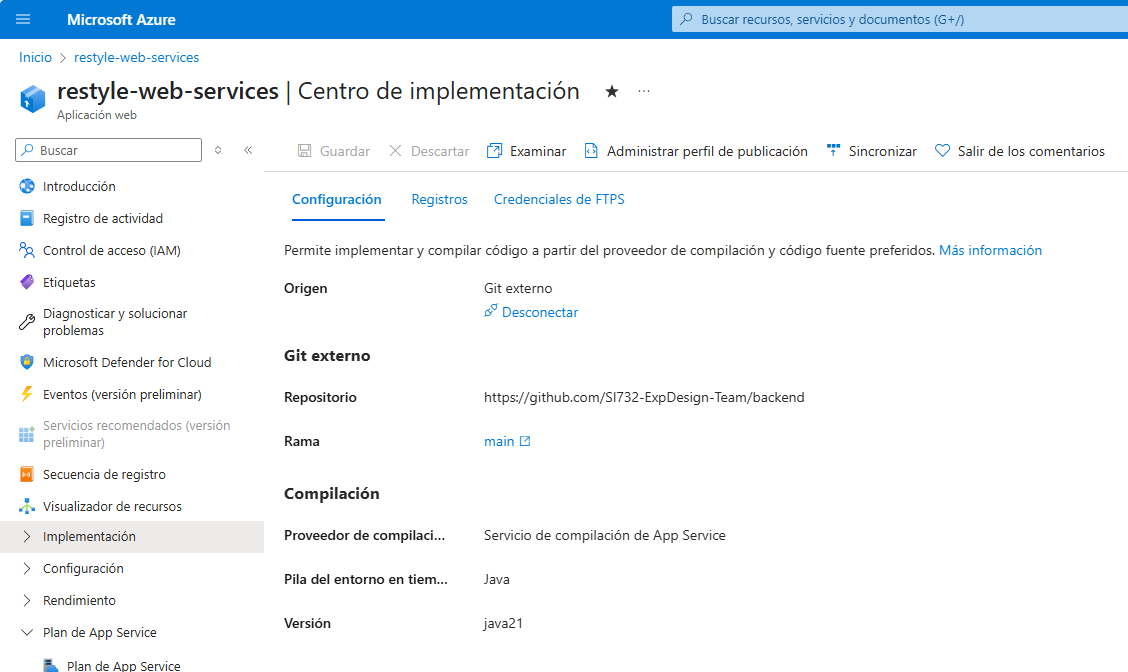 Microsoft Azure
Buscar recursos, servicios y documentos (G+/)
Inicio > restyle-web-services
restyle-web-services | Centro de implementación
Aplicación web
Buscar
Guardar Descartar Examinar Administrar perfil de publicación Sincronizar Salir de los comentarios
Introducción
Registro de actividad
Control de acceso (IAM)
Etiquetas
Diagnosticar y solucionar
problemas
Microsoft Defender for Cloud
Eventos (versión preliminar)
Servicios recomendados (versión
preliminar)
Secuencia de registro
Visualizador de recursos
Implementación
Configuración
Rendimiento
Plan de App Service
Plan de App Service
Configuración Registros Credenciales de FTPS
Permite implementar y compilar código a partir del proveedor de compilación y código fuente preferidos. Más información
Origen Git externo
Desconectar
Git externo
Repositorio https://github.com/SI732-ExpDesign-Team/backend
Rama main
Compilación
Proveedor de compilaci... Servicio de compilación de App Service
Pila del entorno en tiem... Java
Versión java21